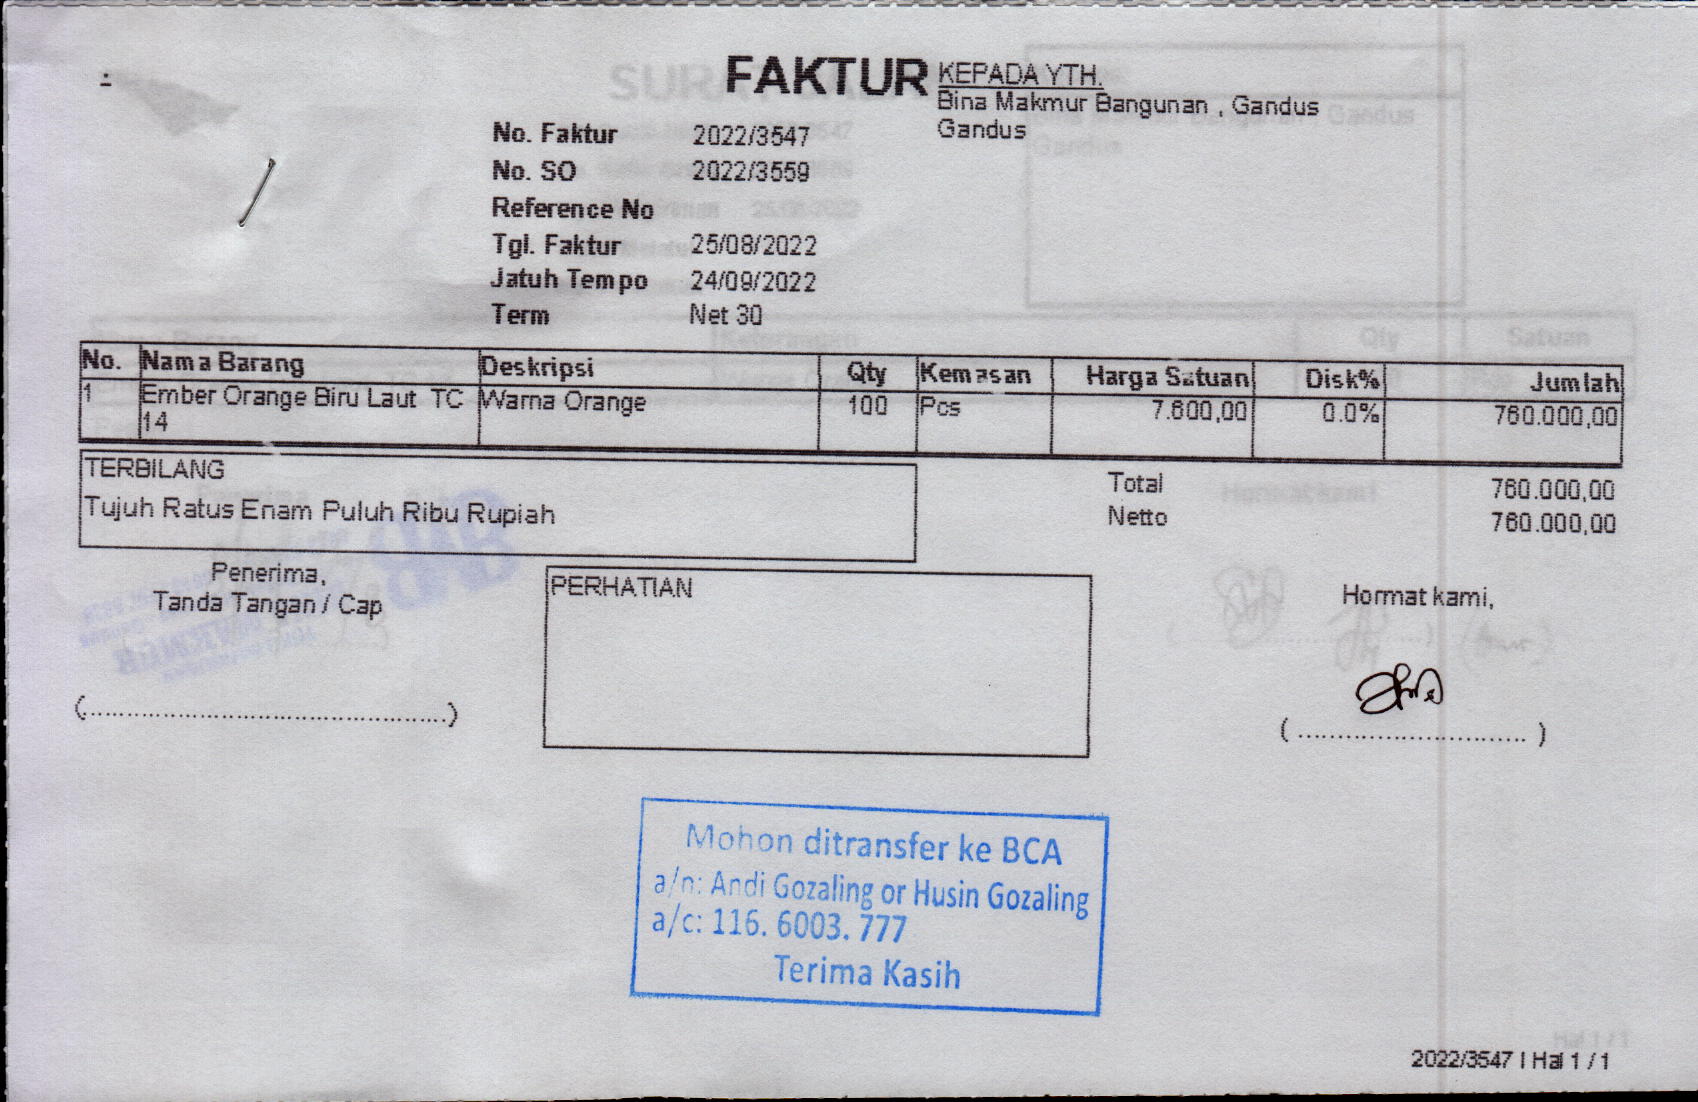 FAKTUR
KEPADA YTH.
Bina Makmur Bangunan , Gandus
Gandus
No. Faktur 2022/3547
No. SO 2022/3559
Reference No
Tgl. Faktur 25/08/2022
Jatuh Tempo 24/09/2022
Term Net 30
No. Nama Barang Deskripsi Qty Kemasan Harga Satuan Disk% Jumlah
1 Ember Orange Biru Laut TC Warna Orange 100 Pcs 7.600,00 0.0% 760.000,00
14
TERBILANG
Tujuh Ratus Enam Puluh Ribu Rupiah
Total 760.000,00
Netto 760.000,00
Penerima,
Tanda Tangan / Cap
(............................................)
PERHATIAN
Hormat kami,
( ............................ )
Mohon ditransfer ke BCA
a/n: Andi Gozaling or Husin Gozaling
a/c: 116. 6003. 777
Terima Kasih
2022/3547 | Hal 1 / 1